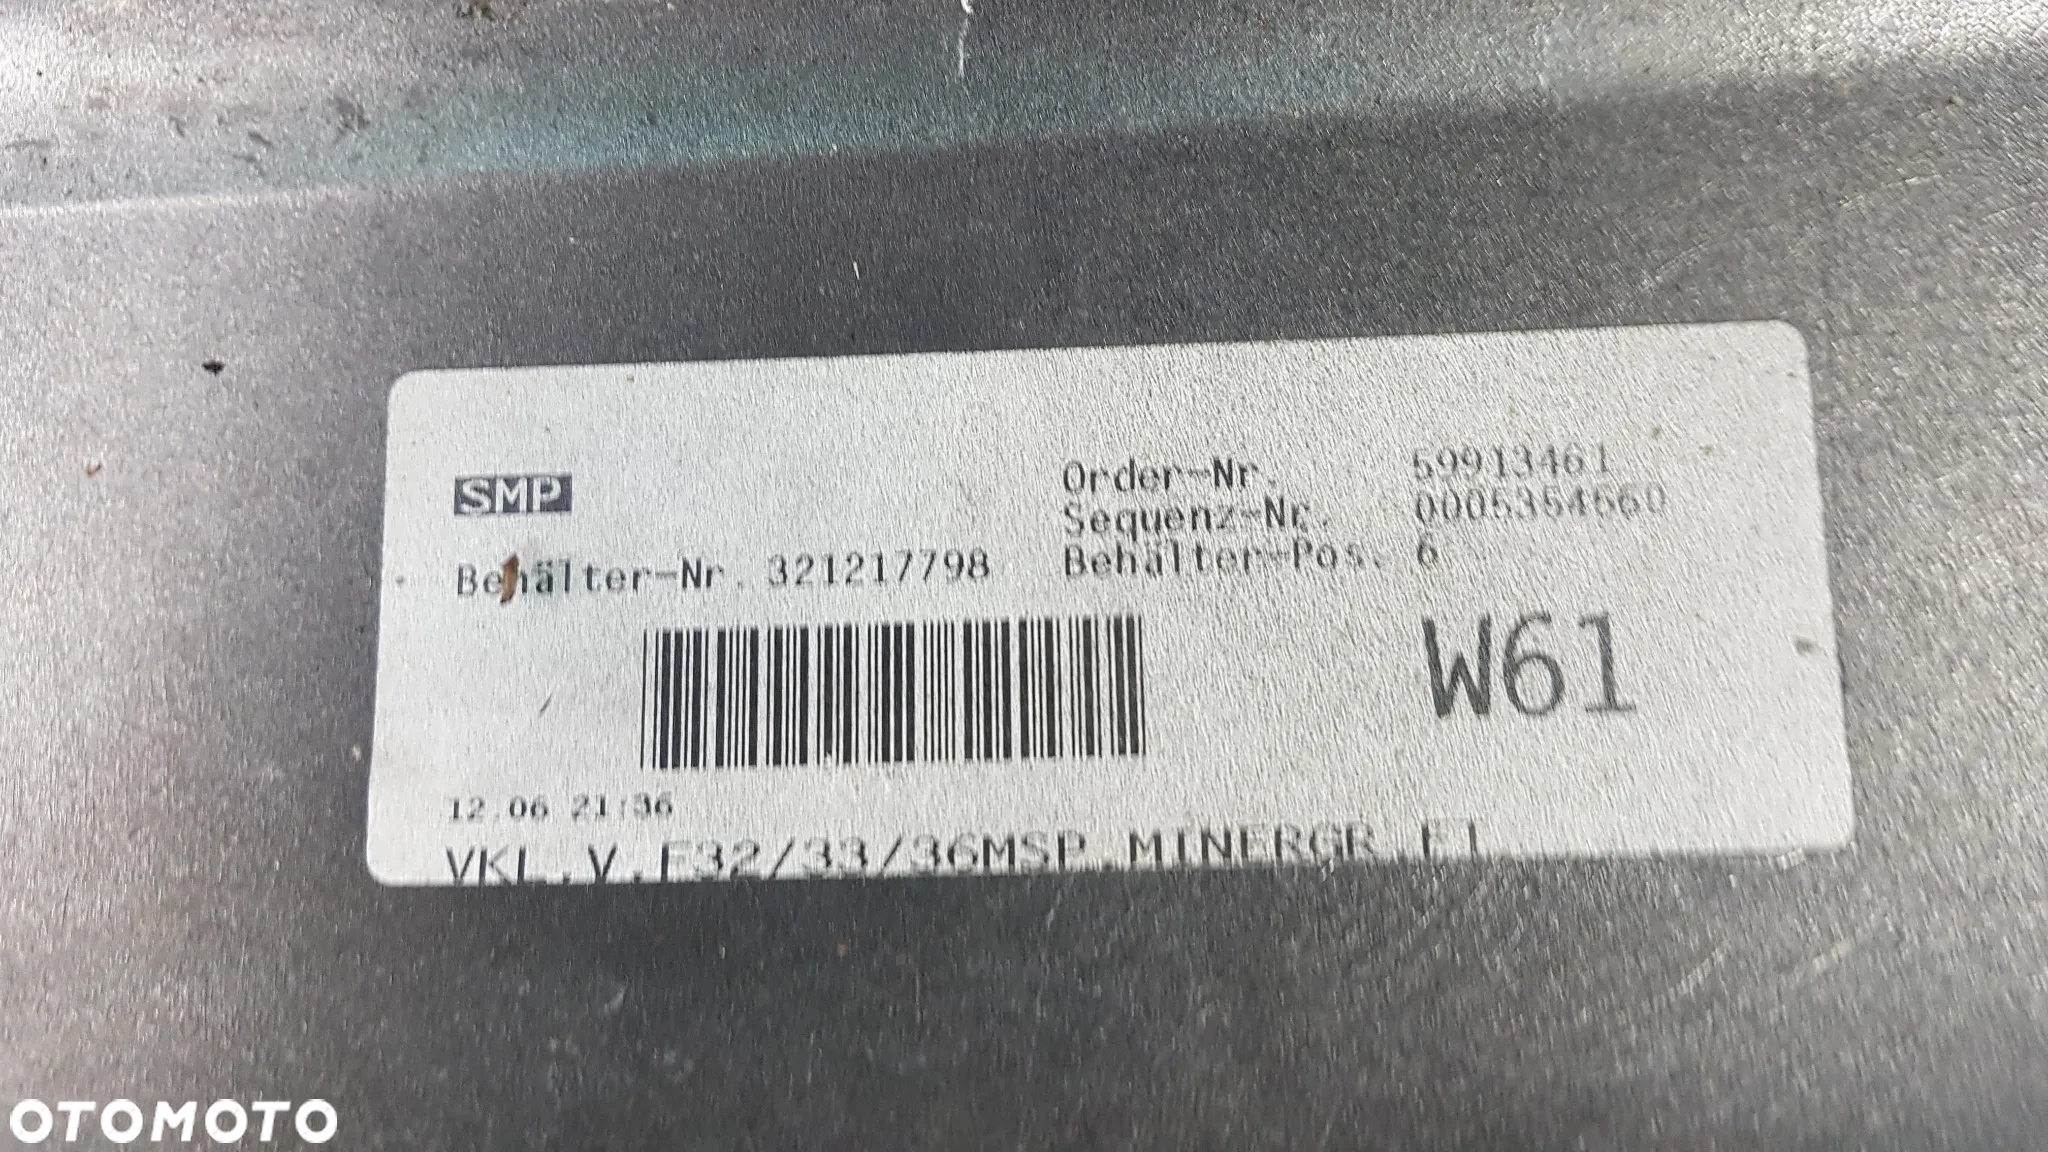 SMP
Order-Nr. 59913461
Sequenz-Nr. 0005354560
Behälter-Nr. 321217798
Behälter-Pos. 6
W61
12.06 21:36
VKL.V.F32/33/36MSP.MINERGR
OTOMOTO